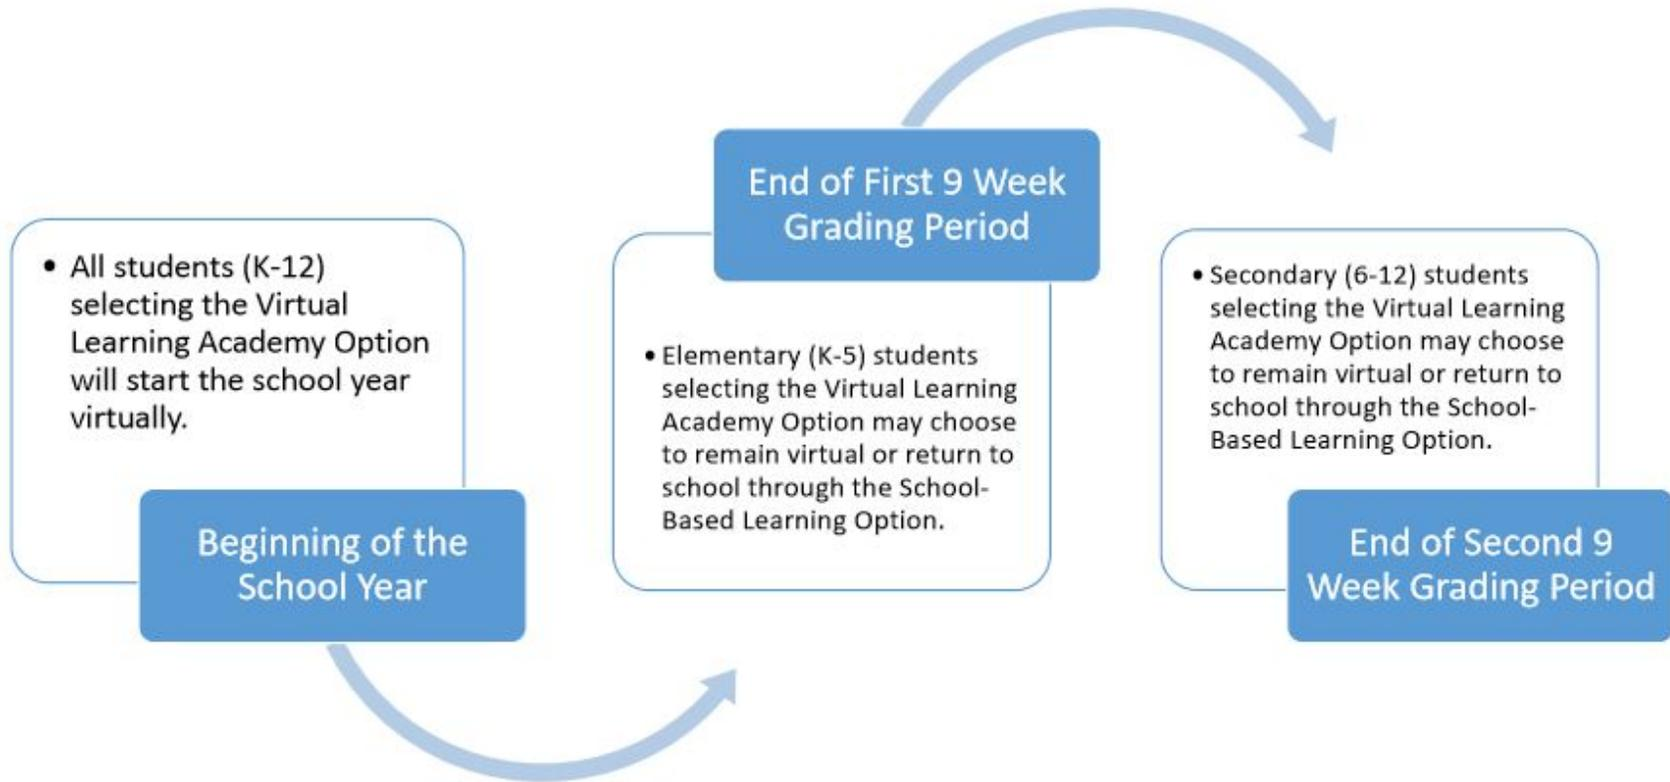 • All students (K-12)
selecting the Virtual
Learning Academy Option
will start the school year
virtually.
Beginning of the
School Year
End of First 9 Week
Grading Period
• Elementary (K-5) students
selecting the Virtual Learning
Academy Option may choose
to remain virtual or return to
school through the School-
Based Learning Option.
• Secondary (6-12) students
selecting the Virtual Learning
Academy Option may choose
to remain virtual or return to
school through the School-
Based Learning Option.
End of Second 9
Week Grading Period